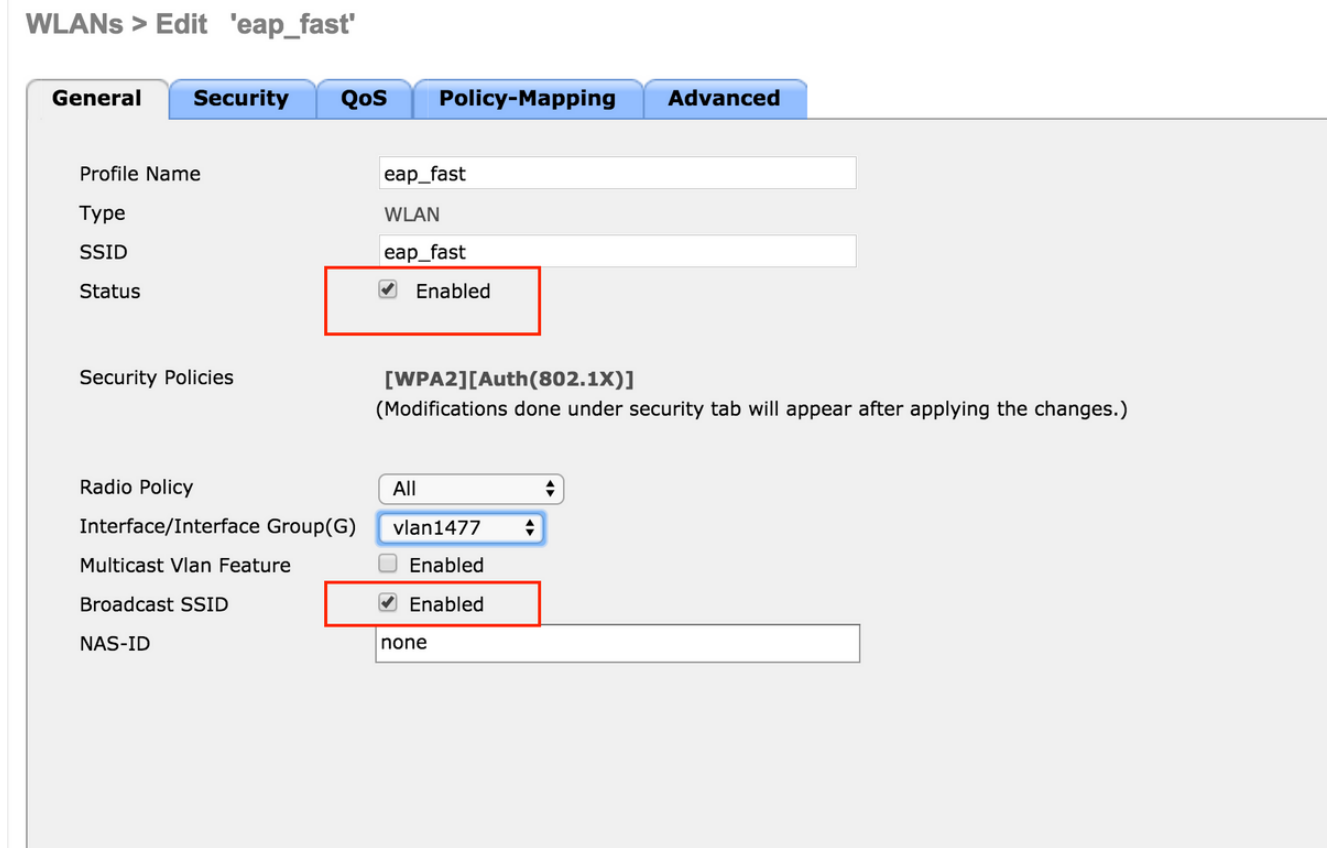 WLANs > Edit 'eap_fast'
General Security QoS Policy-Mapping Advanced
Profile Name eap_fast
Type WLAN
SSID eap_fast
Status Enabled
Security Policies [WPA2][Auth(802.1X)]
(Modifications done under security tab will appear after applying the changes.)
Radio Policy All
Interface/Interface Group(G) vlan1477
Multicast Vlan Feature Enabled
Broadcast SSID Enabled
NAS-ID none